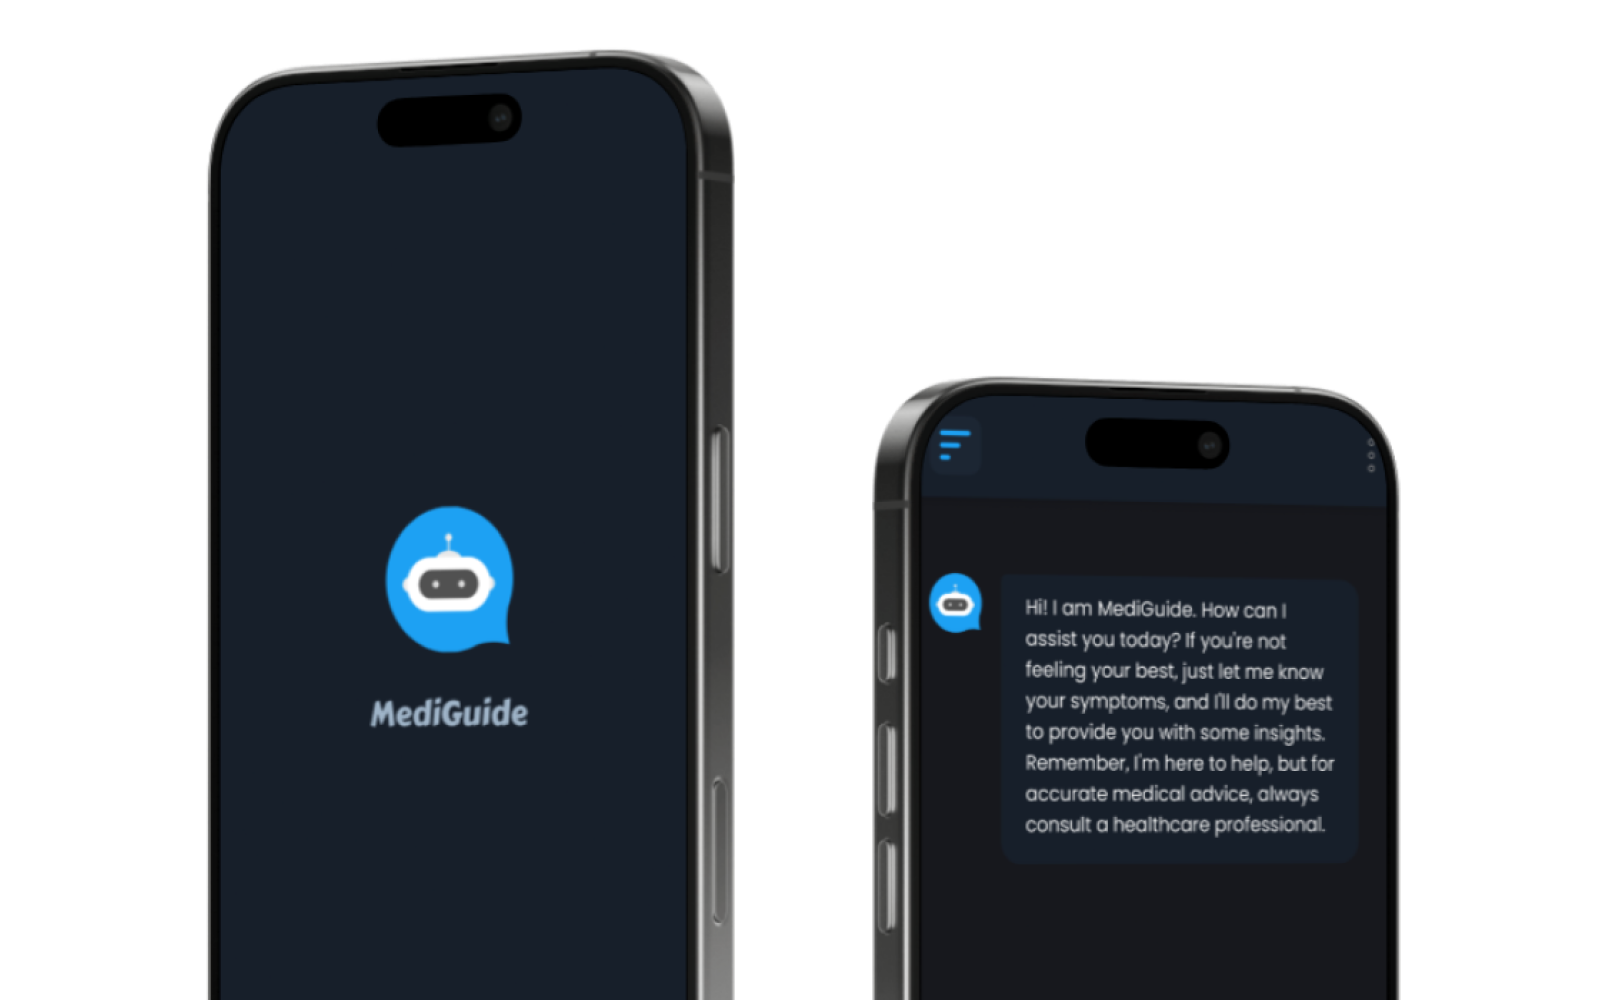 MediGuide
Hi! I am MediGuide. How can I
assist you today? If you're not
feeling your best, just let me know
your symptoms, and I'll do my best
to provide you with some insights.
Remember, I'm here to help, but for
accurate medical advice, always
consult a healthcare professional.